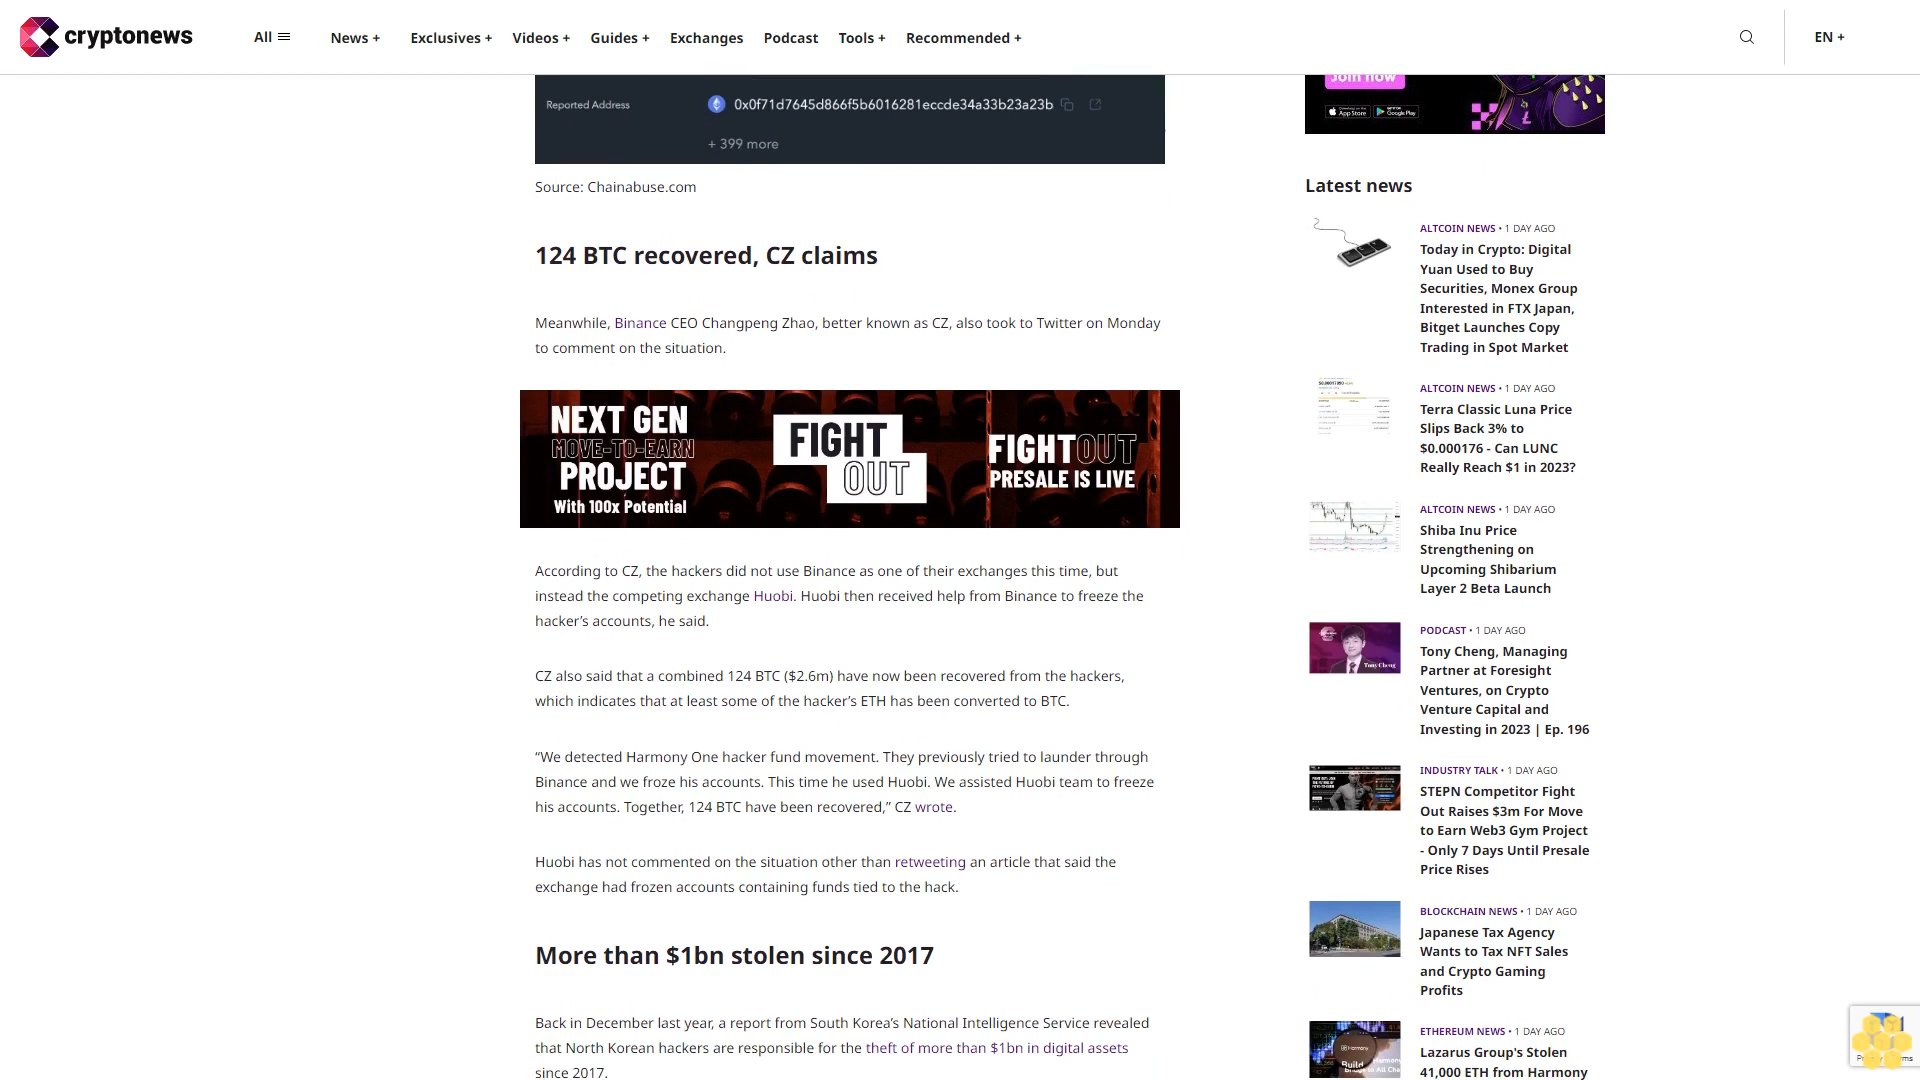 cryptonews
All
News +
Exclusives +
Videos +
Guides +
Exchanges
Podcast
Tools +
Recommended +
EN +
Reported Address
0x0f71d7645d866f5b6016281eccde34a33b23a23b
+ 399 more
Source: Chainabuse.com
124 BTC recovered, CZ claims
Meanwhile, Binance CEO Changpeng Zhao, better known as CZ, also took to Twitter on Monday
to comment on the situation.
NEXT GEN
MOVE-TO-EARN
PROJECT
With 100x Potential
FIGHT
OUT
FIGHTOUT
PRESALE IS LIVE
According to CZ, the hackers did not use Binance as one of their exchanges this time, but
instead the competing exchange Huobi. Huobi then received help from Binance to freeze the
hacker’s accounts, he said.
CZ also said that a combined 124 BTC ($2.6m) have now been recovered from the hackers,
which indicates that at least some of the hacker’s ETH has been converted to BTC.
“We detected Harmony One hacker fund movement. They previously tried to launder through
Binance and we froze his accounts. This time he used Huobi. We assisted Huobi team to freeze
his accounts. Together, 124 BTC have been recovered,” CZ wrote.
Huobi has not commented on the situation other than retweeting an article that said the
exchange had frozen accounts containing funds tied to the hack.
More than $1bn stolen since 2017
Back in December last year, a report from South Korea’s National Intelligence Service revealed
that North Korean hackers are responsible for the theft of more than $1bn in digital assets
since 2017.
Join now
App Store
Google Play
Latest news
ALTCOIN NEWS • 1 DAY AGO
Today in Crypto: Digital
Yuan Used to Buy
Securities, Monex Group
Interested in FTX Japan,
Bitget Launches Copy
Trading in Spot Market
ALTCOIN NEWS • 1 DAY AGO
Terra Classic Luna Price
Slips Back 3% to
$0.000176 - Can LUNC
Really Reach $1 in 2023?
ALTCOIN NEWS • 1 DAY AGO
Shiba Inu Price
Strengthening on
Upcoming Shibarium
Layer 2 Beta Launch
Tony Cheng
PODCAST • 1 DAY AGO
Tony Cheng, Managing
Partner at Foresight
Ventures, on Crypto
Venture Capital and
Investing in 2023 | Ep. 196
INDUSTRY TALK • 1 DAY AGO
STEPN Competitor Fight
Out Raises $3m For Move
to Earn Web3 Gym Project
- Only 7 Days Until Presale
Price Rises
BLOCKCHAIN NEWS • 1 DAY AGO
Japanese Tax Agency
Wants to Tax NFT Sales
and Crypto Gaming
Profits
Harmony
Build
ETHEREUM NEWS • 1 DAY AGO
Lazarus Group's Stolen
41,000 ETH from Harmony